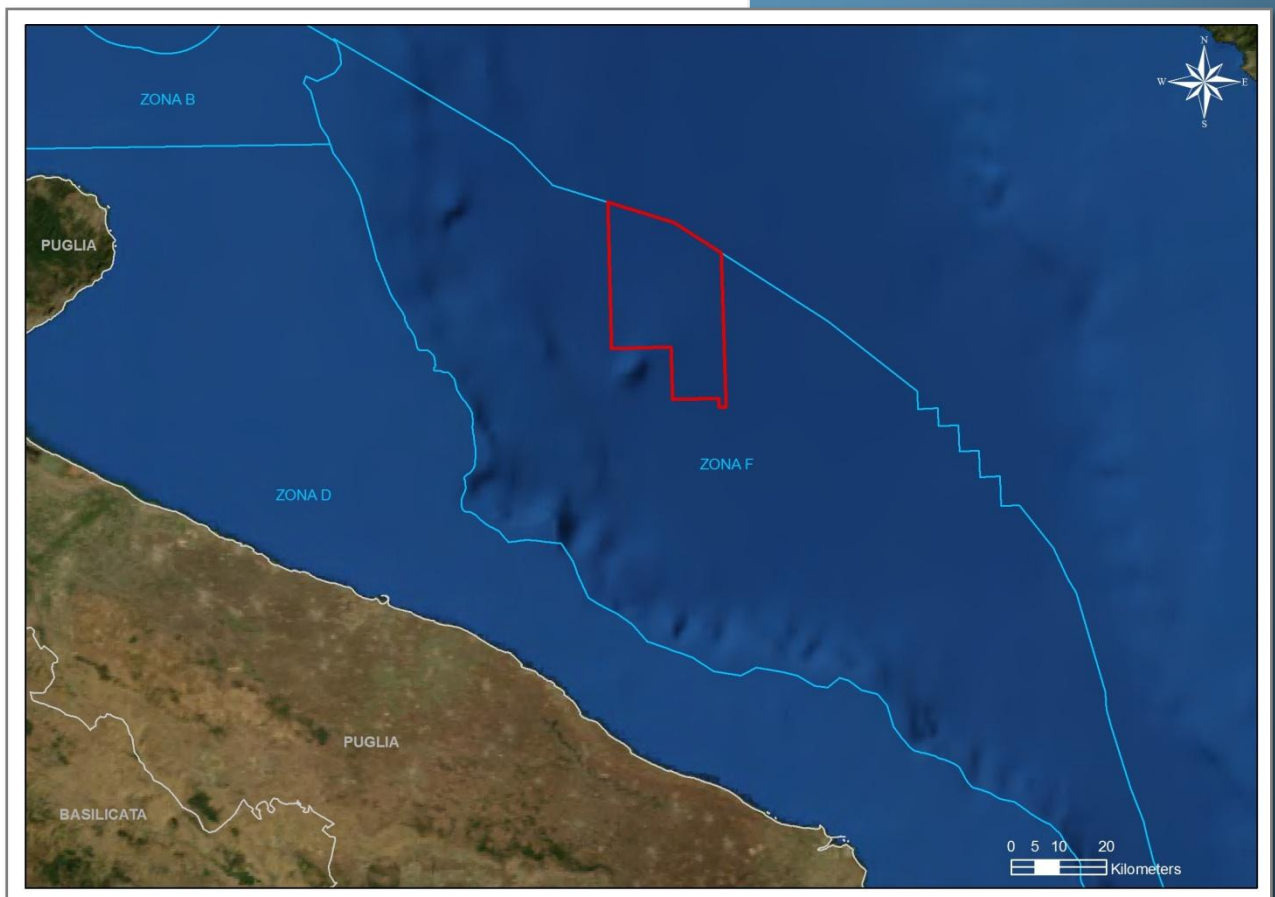 N
W E
S
ZONA B
PUGLIA
ZONA F
ZONA D
PUGLIA
BASILICATA
0 5 10 20
Kilometers